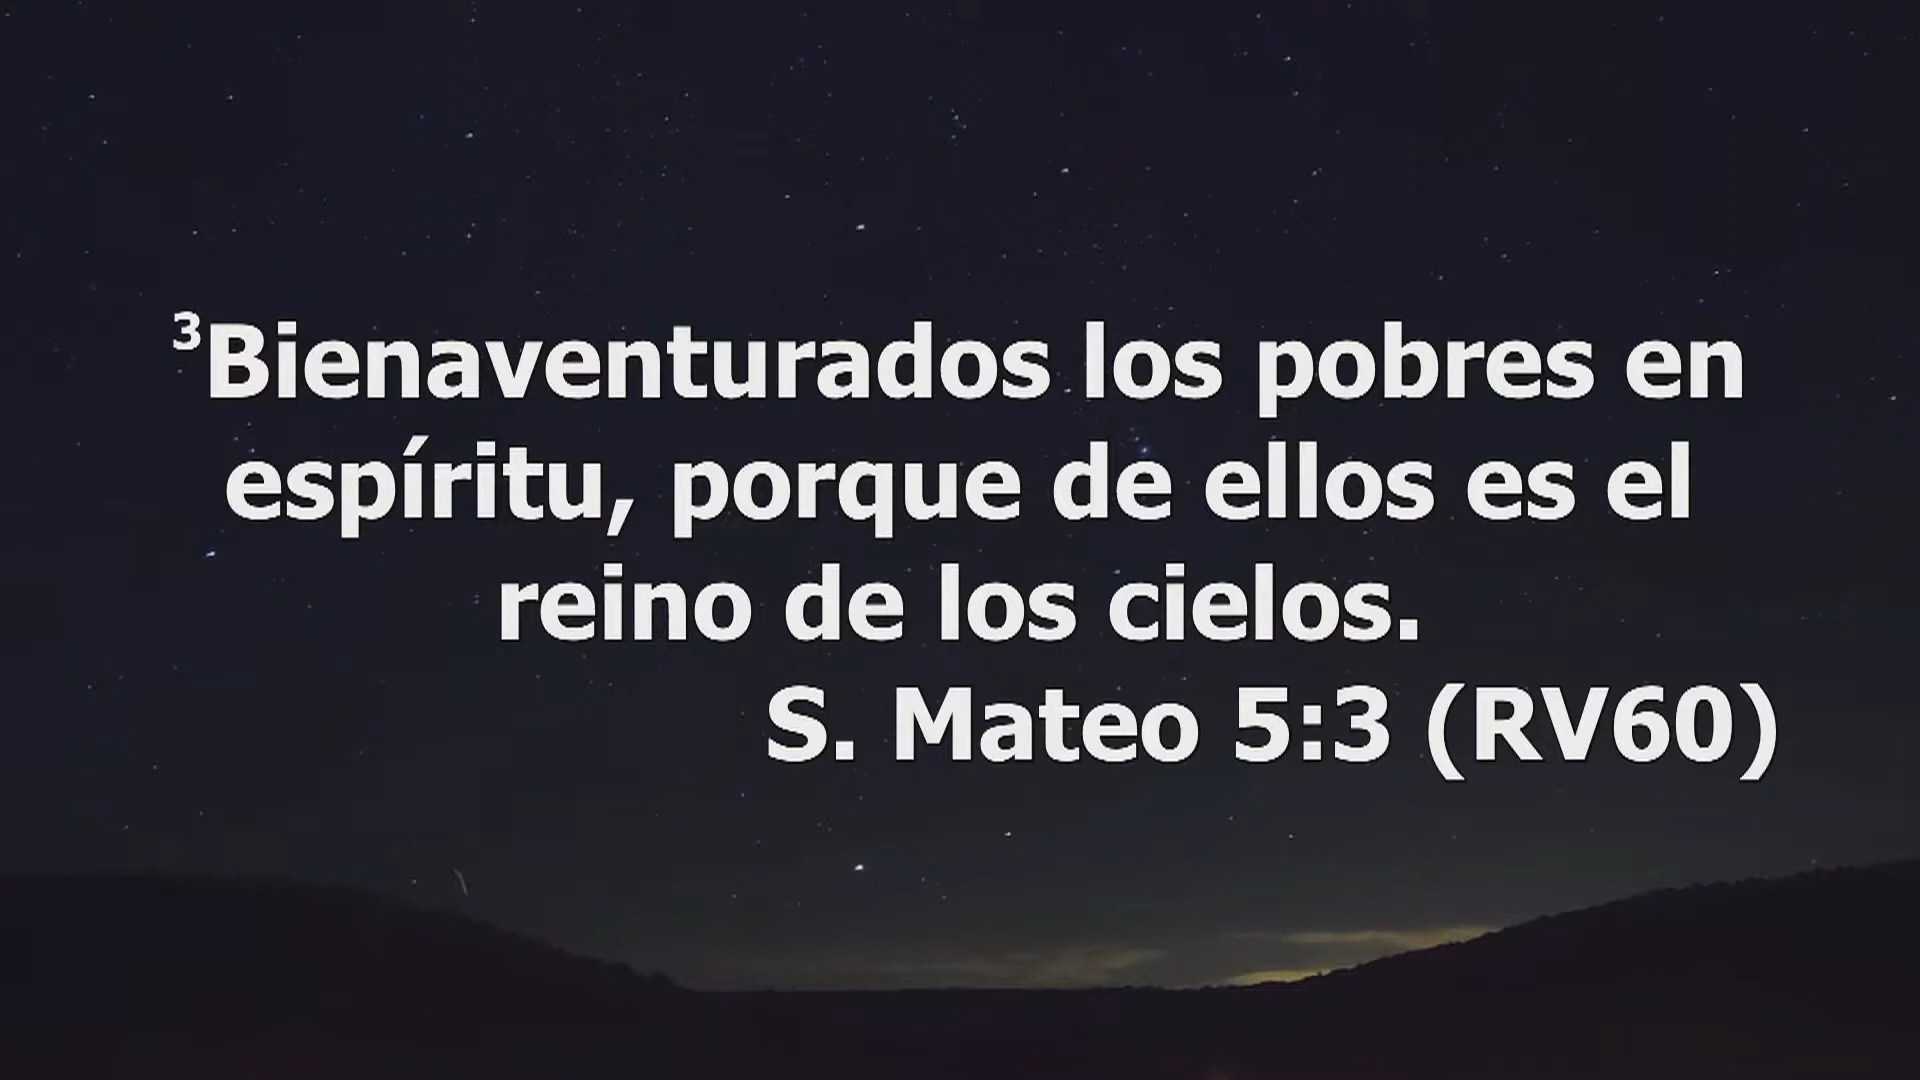 ³Bienaventurados los pobres en
espíritu, porque de ellos es el
reino de los cielos.
S. Mateo 5:3 (RV60)